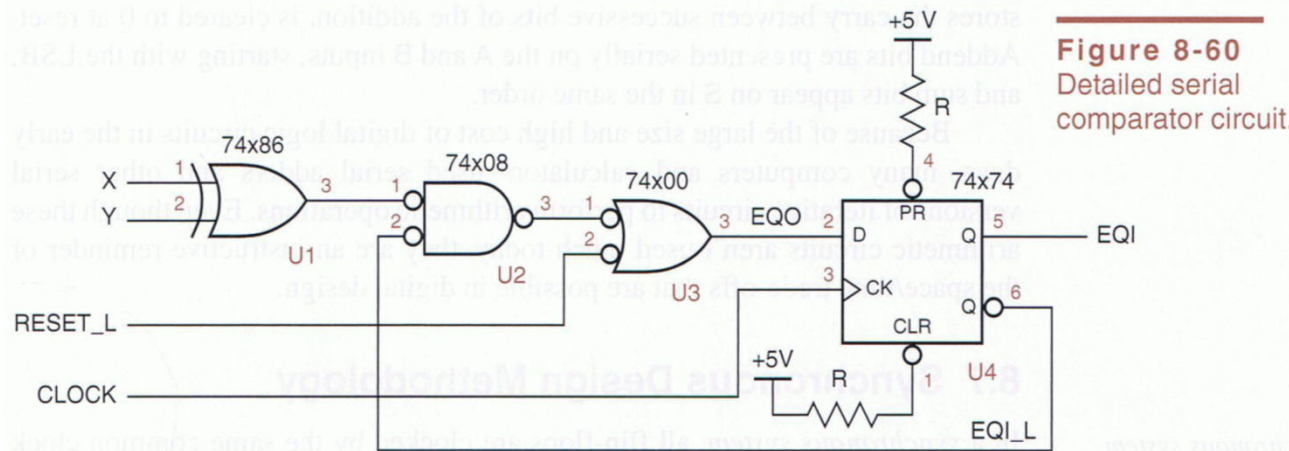 +5 V
Figure 8-60
Detailed serial
comparator circuit.
R
4
74x86
74x08
74x00
74x74
X
Y
1
2
3
U1
1
2
3
U2
1
2
3
U3
EQO
2
D
PR
Q
5
EQI
3
CK
Q
6
CLR
1
U4
RESET_L
CLOCK
+5V
R
EQI_L